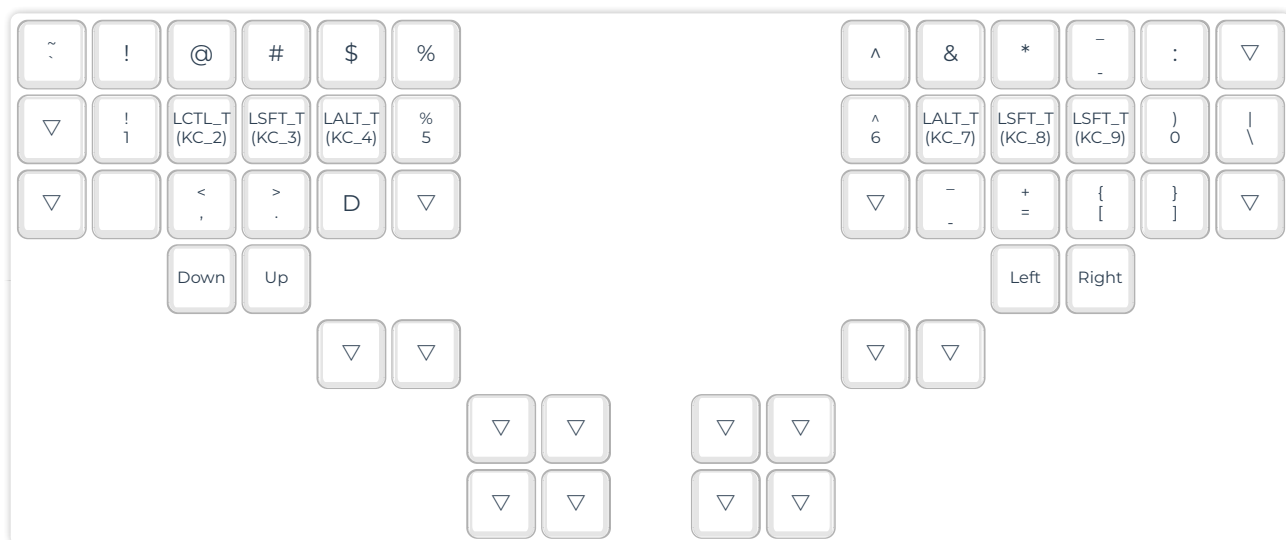 ~ ! @ # $ % ^ & * _ :
` -
! LCTL_T LSFT_T LALT_T % ^ LALT_T LSFT_T LSFT_T ) |
1 (KC_2) (KC_3) (KC_4) 5 6 (KC_7) (KC_8) (KC_9) 0 \
< > D _ + { }
, . - = [ ]
Down Up Left Right